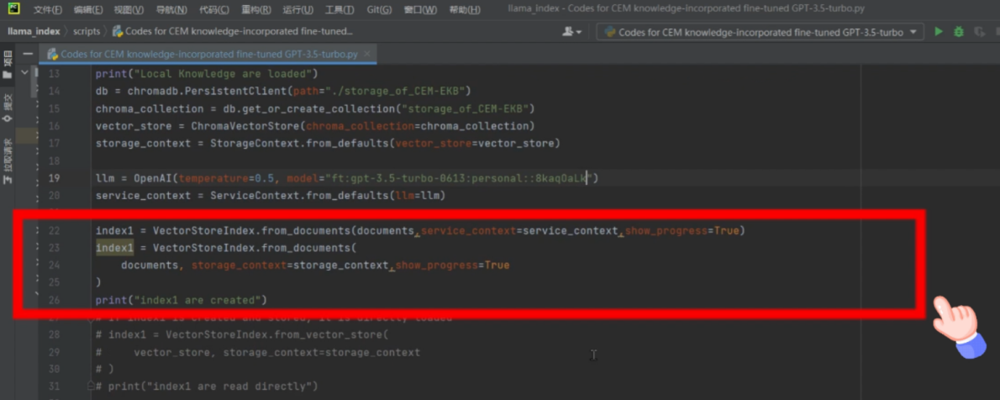 文件(F) 编辑(E) 视图(V) 导航(N) 代码(C) 重构(R) 运行(U) 工具(T) Git(G) 窗口(W) 帮助(H) llama_index - Codes for CEM knowledge-incorporated fine-tuned GPT-3.5-turbo.py
llama_index scripts Codes for CEM knowledge-incorporated fine-tuned... Codes for CEM knowledge-incorporated fine-tuned GPT-3.5-turbo
项目
提交
拉取请求
Codes for CEM knowledge-incorporated fine-tuned GPT-3.5-turbo.py
13 print("Local Knowledge are loaded")
14 db = chromadb.PersistentClient(path="./storage_of_CEM-EKB")
15 chroma_collection = db.get_or_create_collection("storage_of_CEM-EKB")
16 vector_store = ChromaVectorStore(chroma_collection=chroma_collection)
17 storage_context = StorageContext.from_defaults(vector_store=vector_store)
18
19 llm = OpenAI(temperature=0.5, model="ft:gpt-3.5-turbo-0613:personal::8kaqOaLk")
20 service_context = ServiceContext.from_defaults(llm=llm)
22 index1 = VectorStoreIndex.from_documents(documents,service_context=service_context,show_progress=True)
23 index1 = VectorStoreIndex.from_documents(
24 documents, storage_context=storage_context,show_progress=True
25 )
26 print("index1 are created")
27 # if index1 is created and stored, it is directly loaded
28 # index1 = VectorStoreIndex.from_vector_store(
29 # vector_store, storage_context=storage_context
30 # )
31 # print("index1 are read directly")